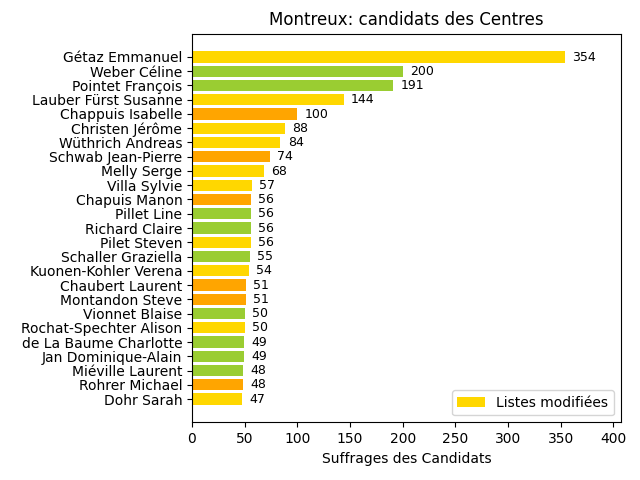 Montreux: candidats des Centres
Gétaz Emmanuel 354
Weber Céline 200
Pointet François 191
Lauber Fürst Susanne 144
Chappuis Isabelle 100
Christen Jérôme 88
Wüthrich Andreas 84
Schwab Jean-Pierre 74
Melly Serge 68
Villa Sylvie 57
Chapuis Manon 56
Pillet Line 56
Richard Claire 56
Pilet Steven 56
Schaller Graziella 55
Kuonen-Kohler Verena 54
Chaubert Laurent 51
Montandon Steve 51
Vionnet Blaise 50
Rochat-Spechter Alison 50
de La Baume Charlotte 49
Jan Dominique-Alain 49
Miéville Laurent 48
Rohrer Michael 48
Dohr Sarah 47
Listes modifiées
0 50 100 150 200 250 300 350 400
Suffrages des Candidats